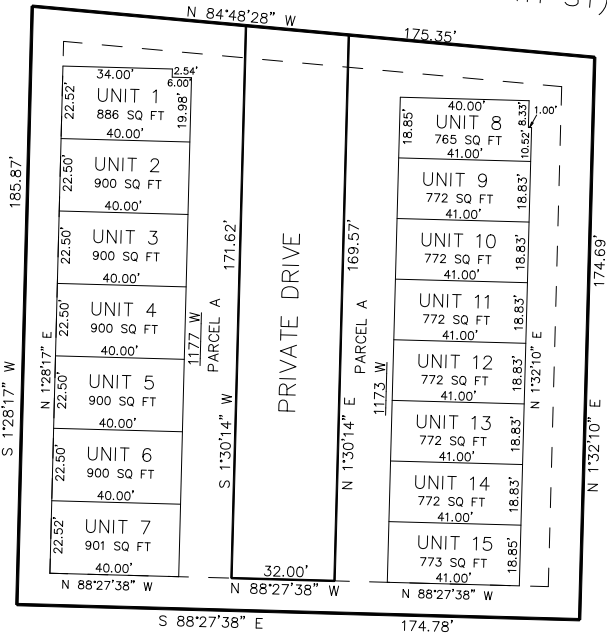 N 84°48'28" W
175.35'
34.00'
2.54'
6.00'
22.52'
UNIT 1
886 SQ FT
19.98'
40.00'
22.50'
UNIT 2
900 SQ FT
40.00'
22.50'
UNIT 3
900 SQ FT
40.00'
22.50'
UNIT 4
900 SQ FT
40.00'
22.50'
UNIT 5
900 SQ FT
40.00'
22.50'
UNIT 6
900 SQ FT
40.00'
22.52'
UNIT 7
901 SQ FT
40.00'
N 88°27'38" W
185.87'
S 1°28'17" W
N 1°28'17" E
1177 W
PARCEL A
171.62'
S 1°30'14" W
PRIVATE DRIVE
32.00'
N 88°27'38" W
169.57'
N 1°30'14" E
PARCEL A
1173 W
40.00'
8.33'
1.00'
18.85'
UNIT 8
765 SQ FT
10.52'
41.00'
UNIT 9
772 SQ FT
18.83'
41.00'
UNIT 10
772 SQ FT
18.83'
41.00'
UNIT 11
772 SQ FT
18.83'
41.00'
UNIT 12
772 SQ FT
18.83'
41.00'
UNIT 13
772 SQ FT
18.83'
41.00'
UNIT 14
772 SQ FT
18.83'
41.00'
UNIT 15
773 SQ FT
18.85'
41.00'
N 88°27'38" W
N 1°32'10" E
174.69'
N 1°32'10" E
S 88°27'38" E
174.78'